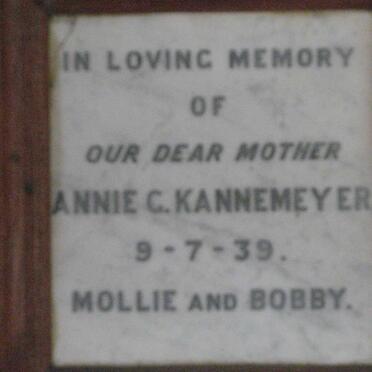 IN LOVING MEMORY
OF
OUR DEAR MOTHER
ANNIE C. KANNEMEYER
9-7-39.
MOLLIE AND BOBBY.